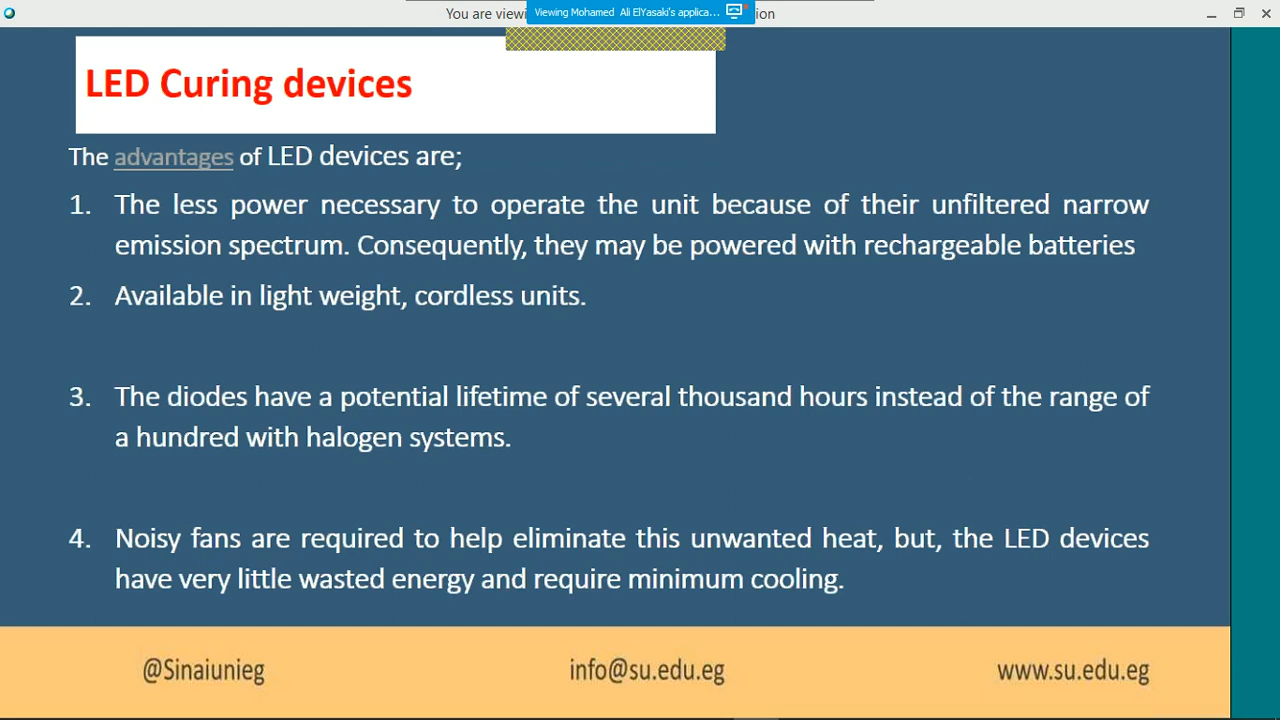 You are viewi
Viewing Mohamed Ali ElYasaki's applica...
ion
LED Curing devices
The advantages of LED devices are;
1. The less power necessary to operate the unit because of their unfiltered narrow
emission spectrum. Consequently, they may be powered with rechargeable batteries
2. Available in light weight, cordless units.
3. The diodes have a potential lifetime of several thousand hours instead of the range of
a hundred with halogen systems.
4. Noisy fans are required to help eliminate this unwanted heat, but, the LED devices
have very little wasted energy and require minimum cooling.
@Sinaiunieg
info@su.edu.eg
www.su.edu.eg